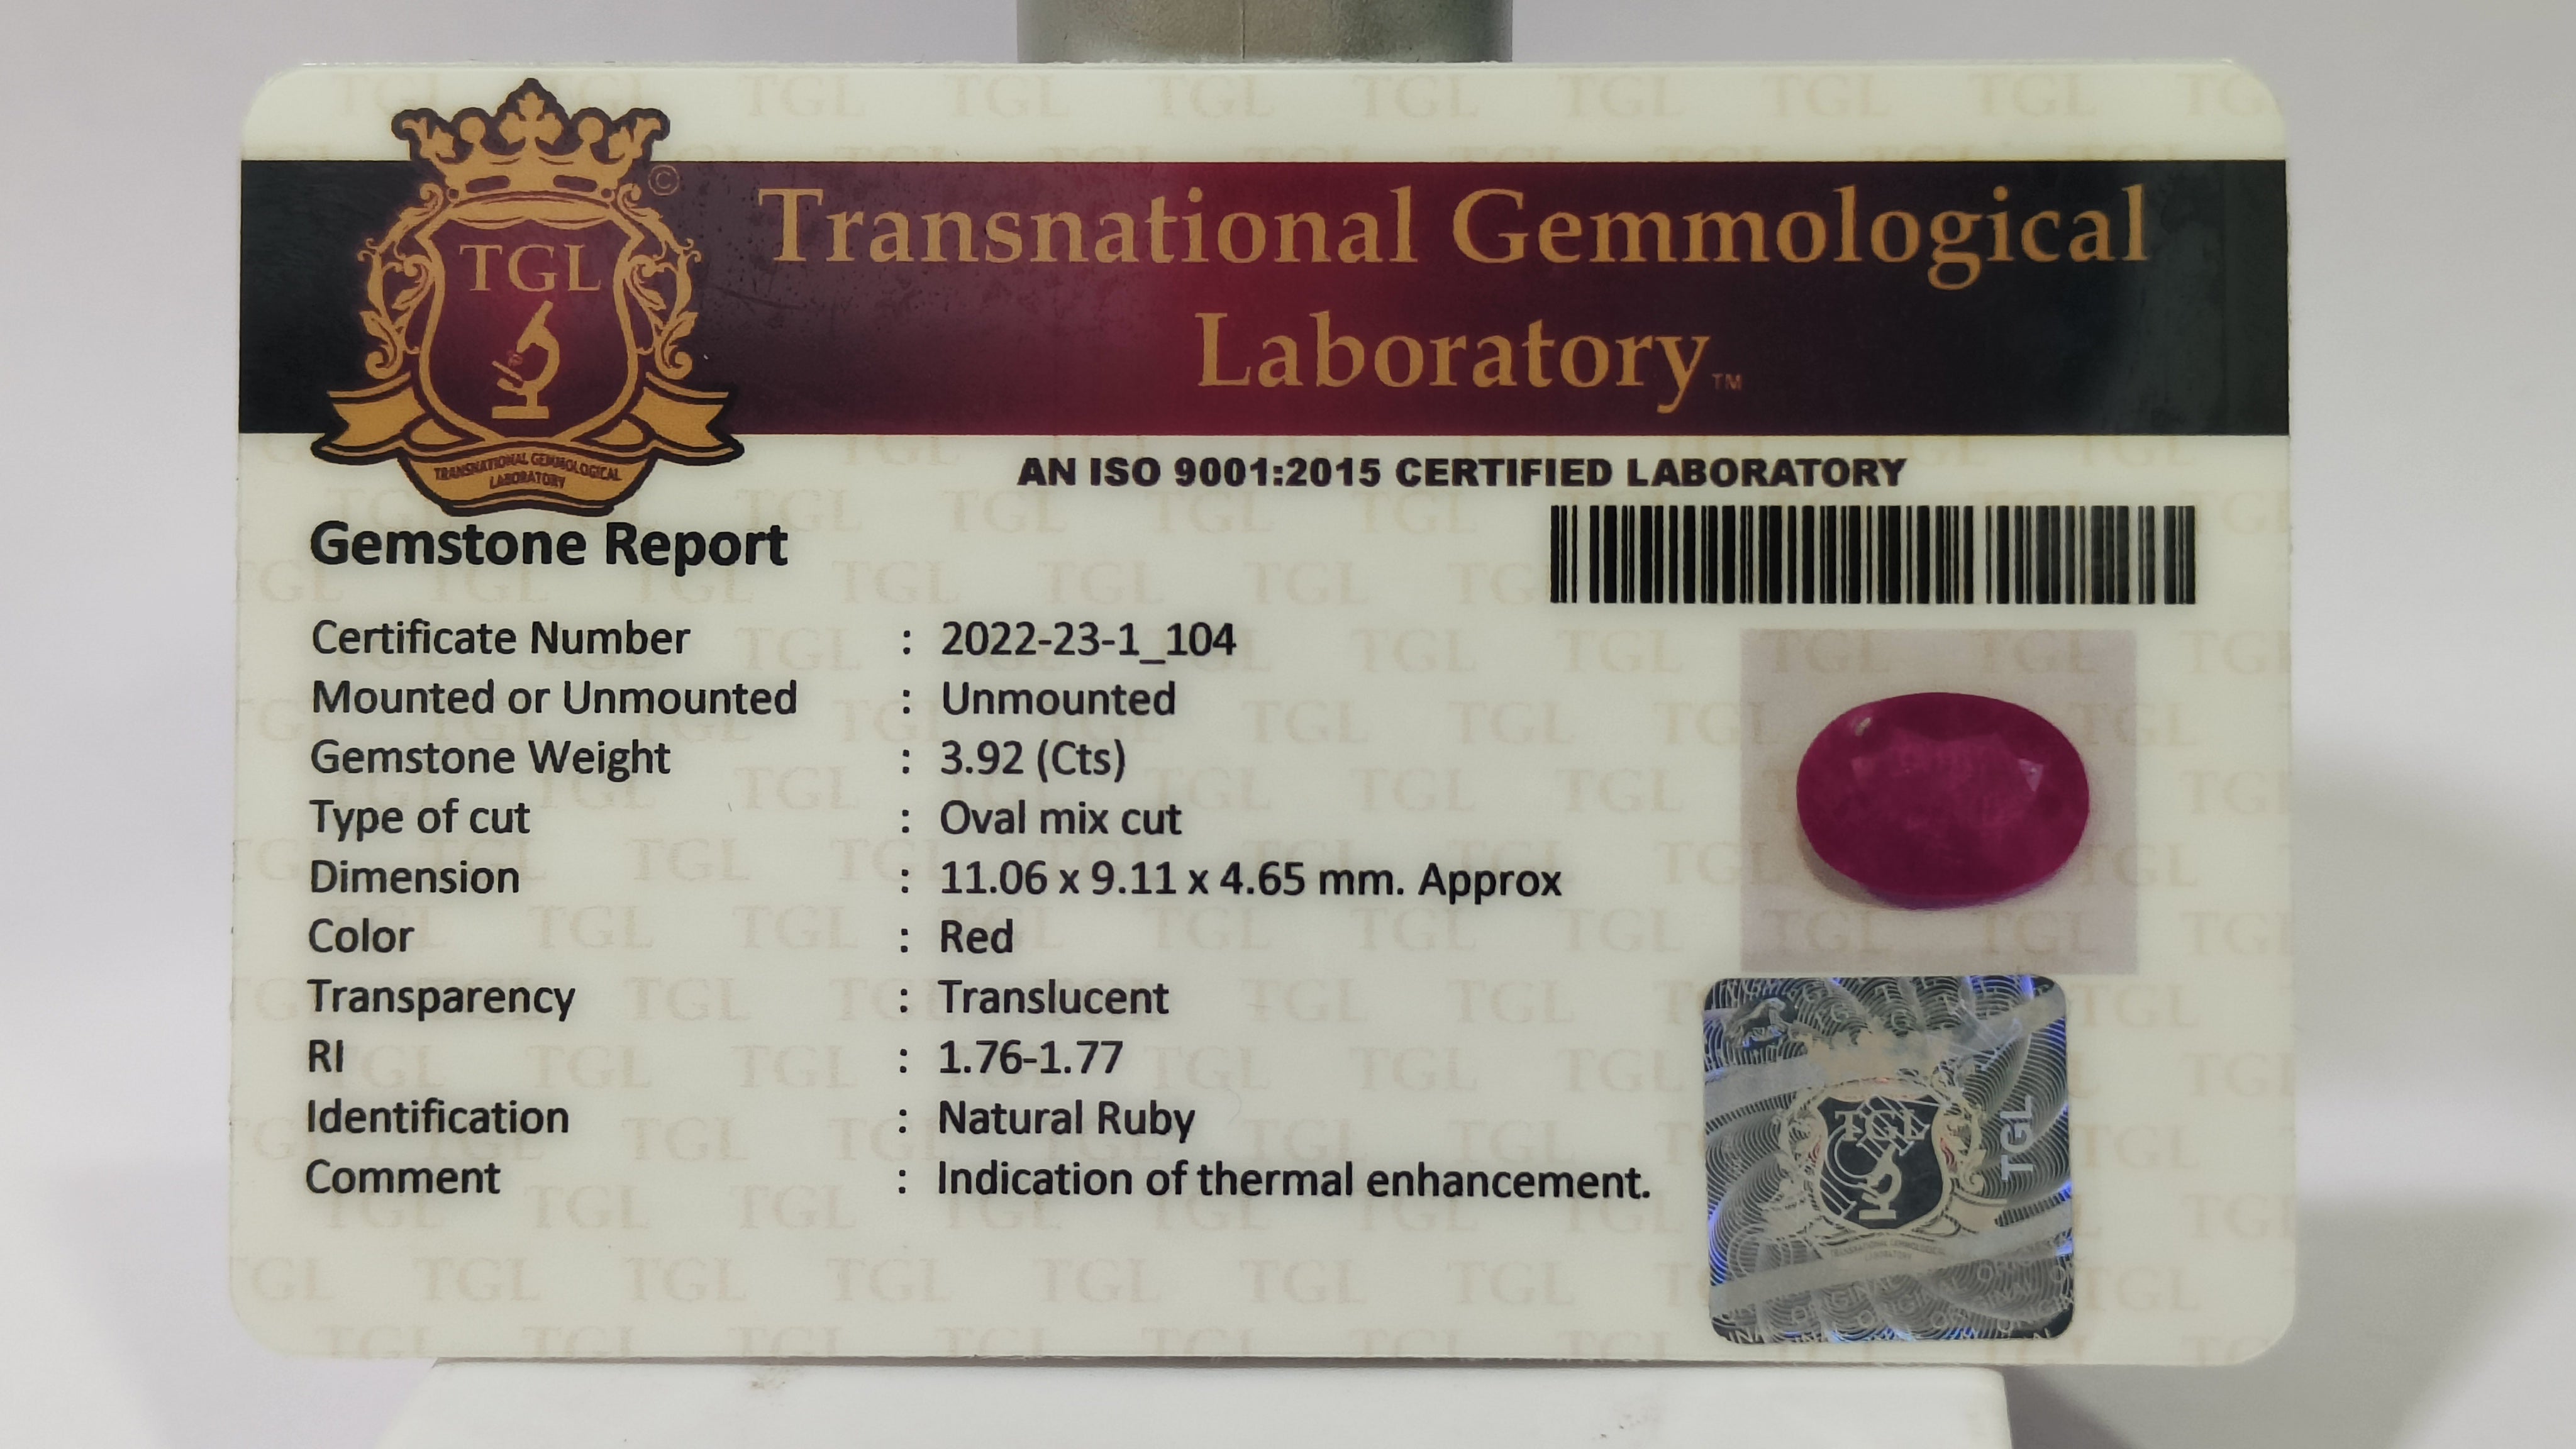 TGL
TRANSNATIONAL GEMMOLOGICAL
LABORATORY
©
Transnational Gemmological
Laboratory™
AN ISO 9001:2015 CERTIFIED LABORATORY
Gemstone Report
Certificate Number : 2022-23-1_104
Mounted or Unmounted : Unmounted
Gemstone Weight : 3.92 (Cts)
Type of cut : Oval mix cut
Dimension : 11.06 x 9.11 x 4.65 mm. Approx
Color : Red
Transparency : Translucent
RI : 1.76-1.77
Identification : Natural Ruby
Comment : Indication of thermal enhancement.
TGL
TGL